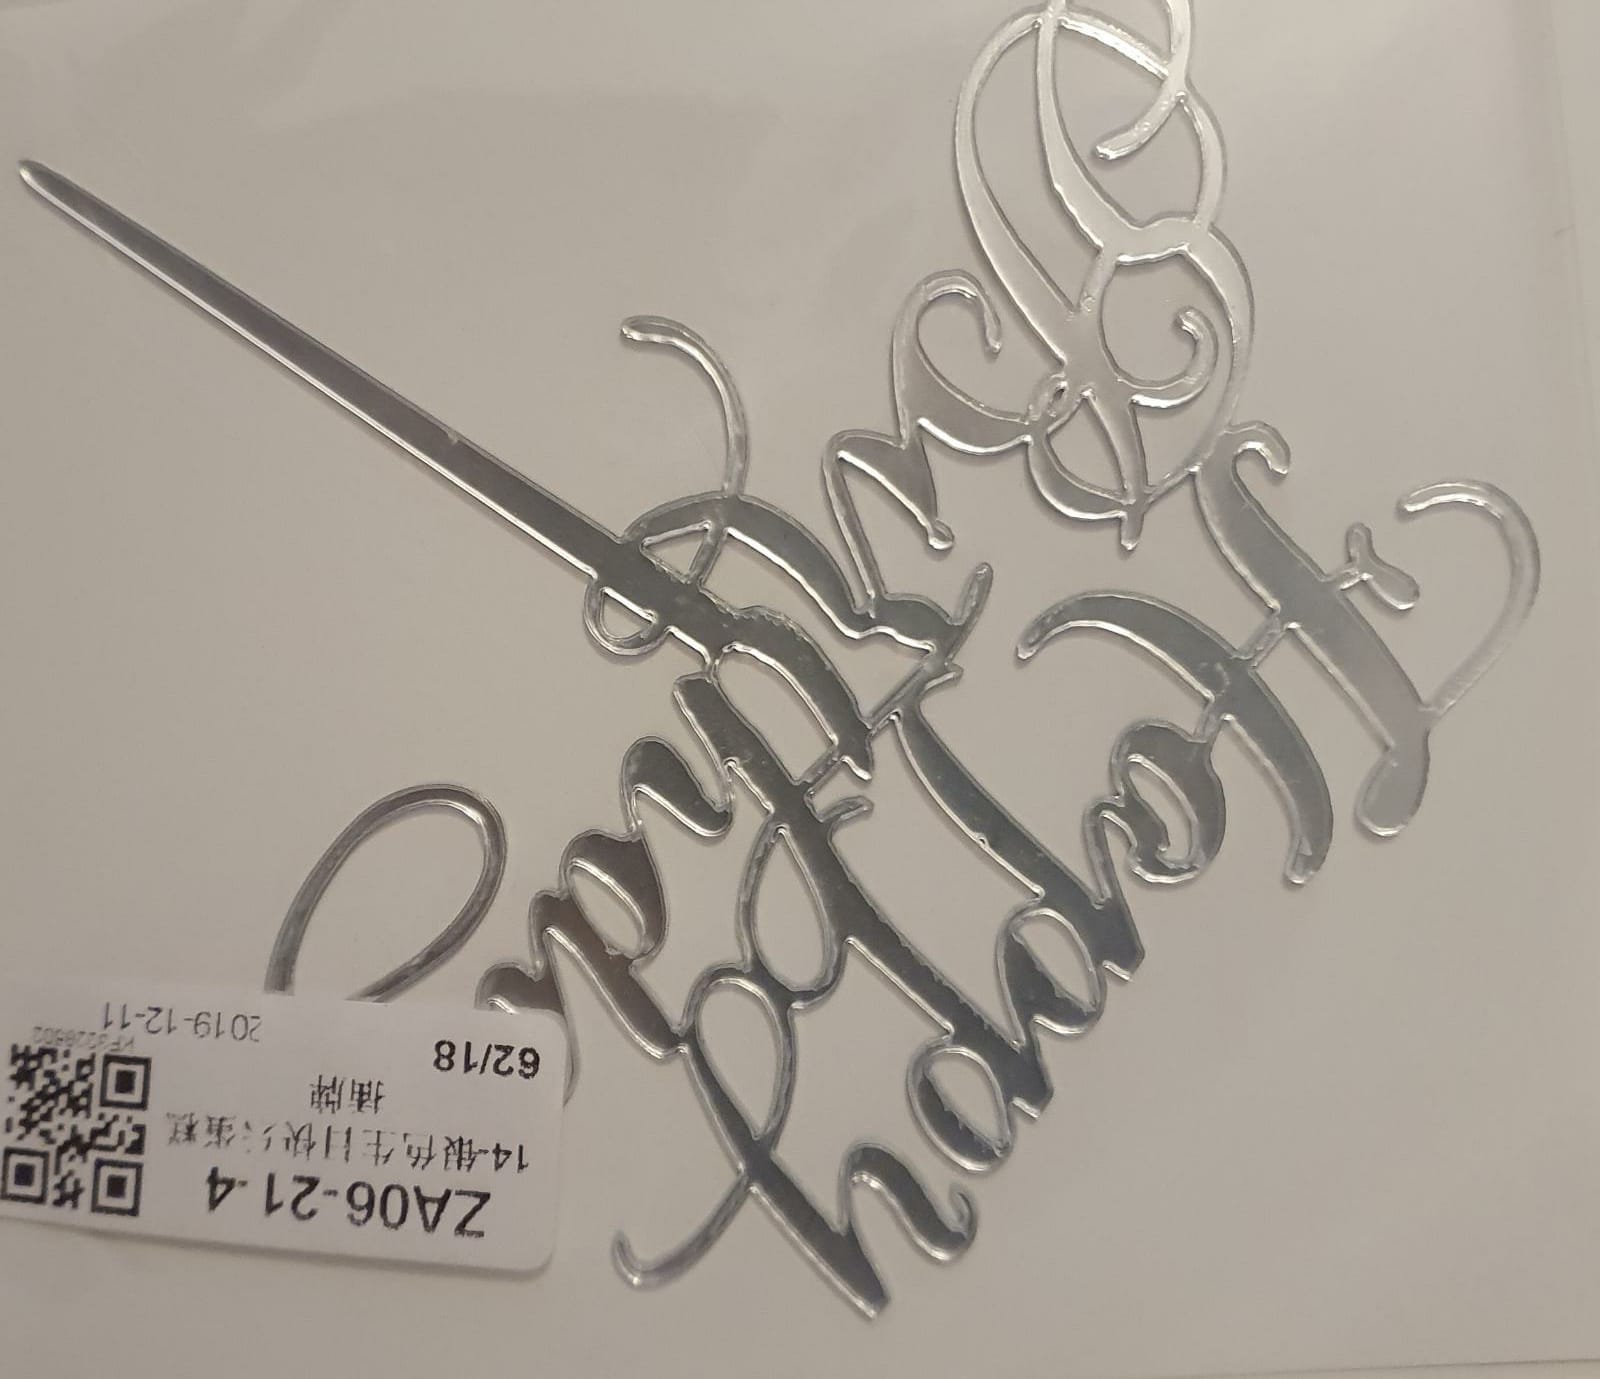 Happy
Birthday
ZA06-21-4
14-银色生日快乐蛋糕
插牌
62/18
2019-12-11